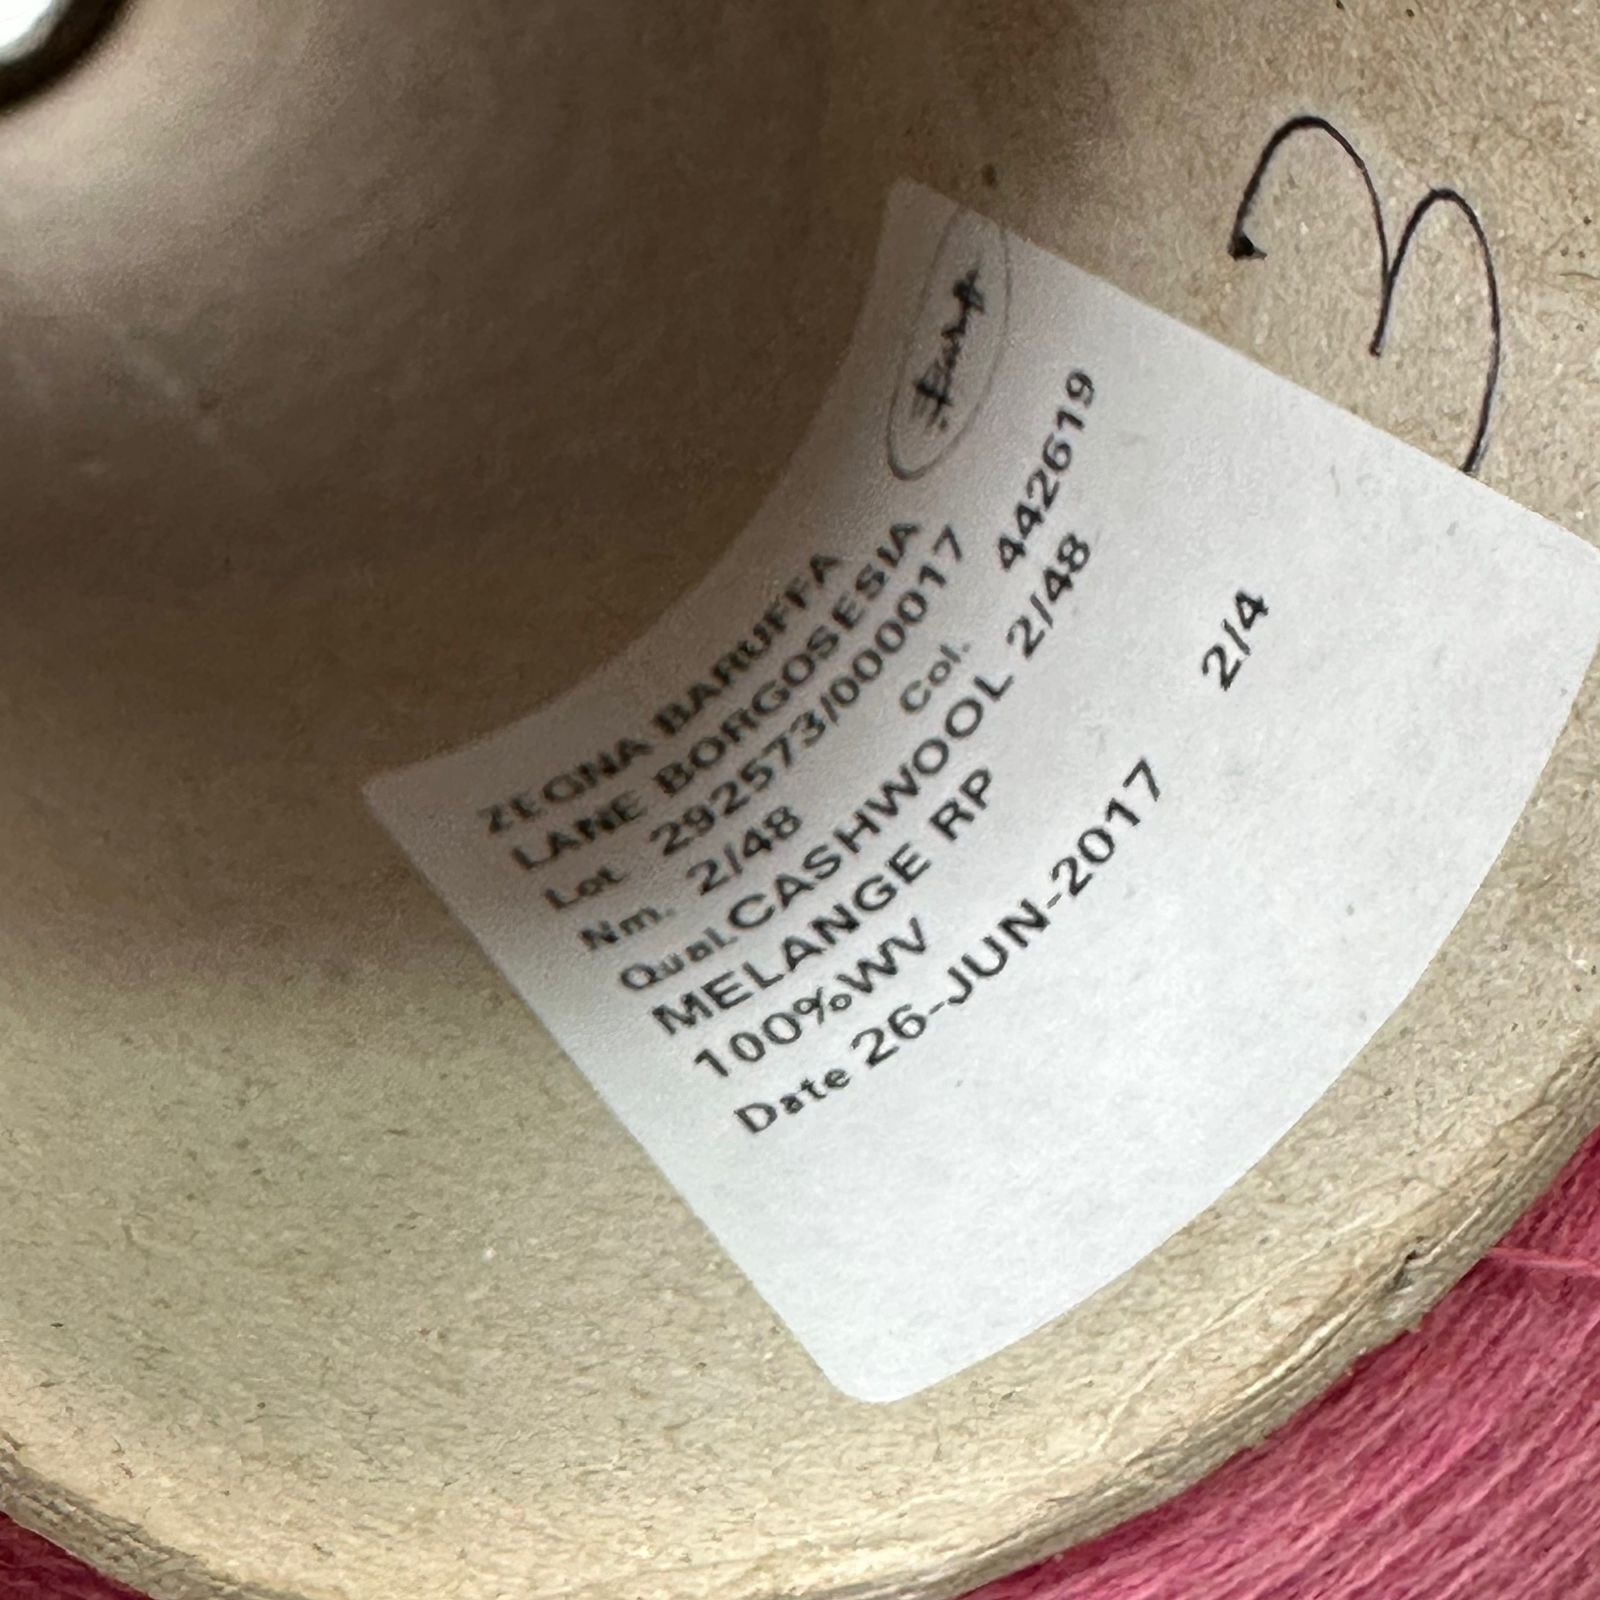 3
ZEGNA BARUFFA
LANE BORGOSESIA
Lot 292573/000017
Nm. 2/48 Col. 442619
Qual.CASHWOOL 2/48
MELANGE RP
100%WV 2/4
Date 26-JUN-2017